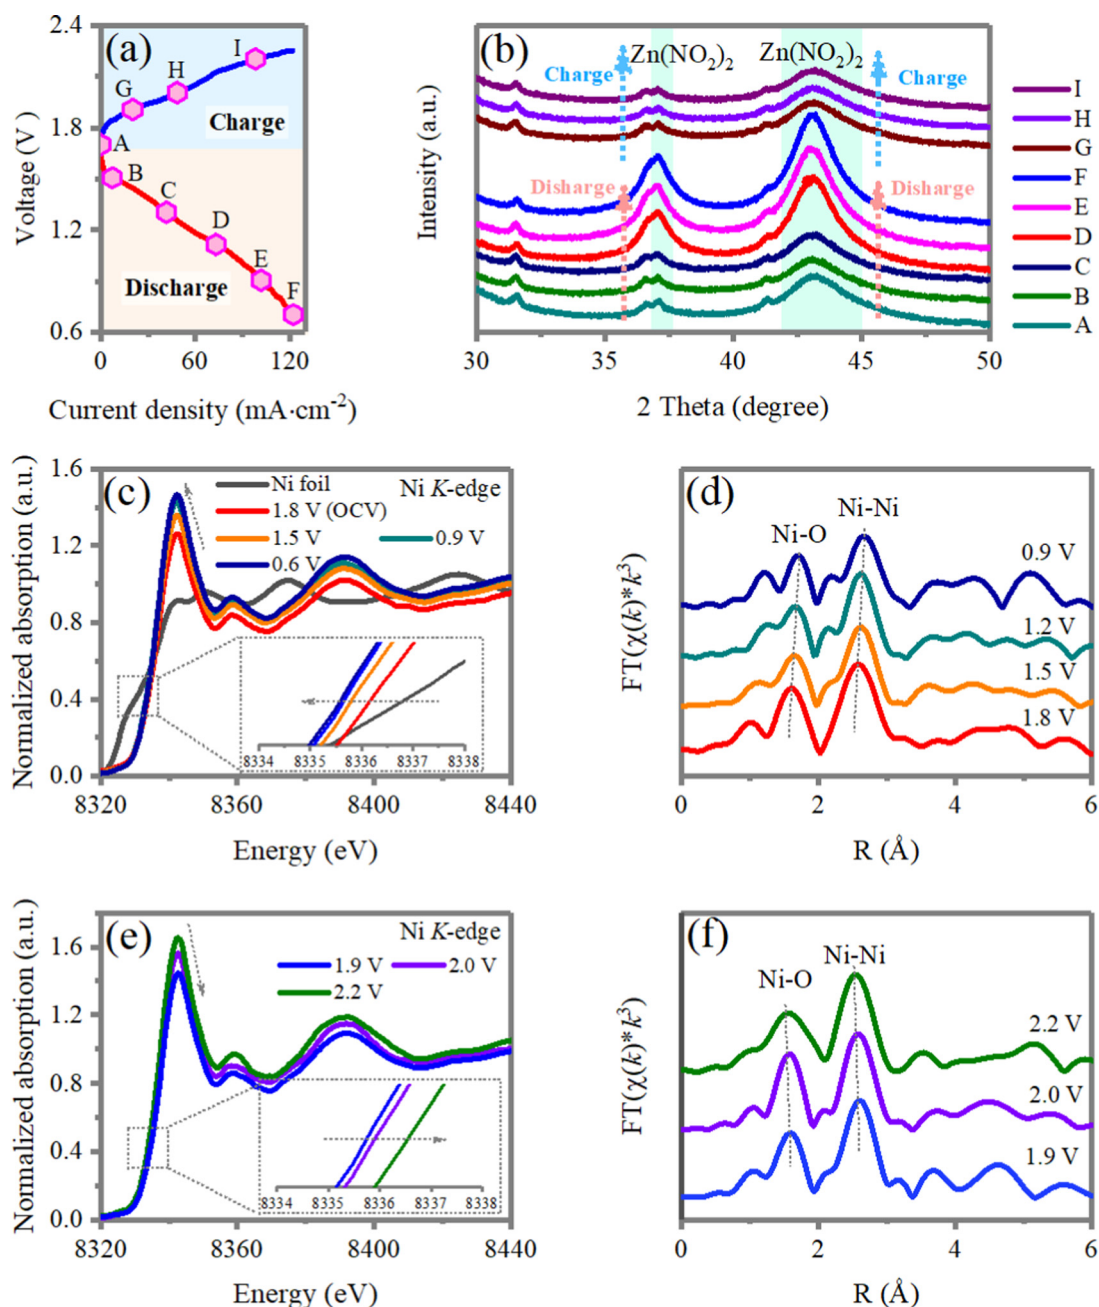 (a)
2.4
1.8
1.2
0.6
Voltage (V)
I
H
G
A
B
C
D
E
F
Charge
Discharge
0
60
120
Current density (mA·cm-2)
(b)
Zn(NO2)2
Zn(NO2)2
Charge
Charge
Disharge
Disharge
Intensity (a.u.)
30
35
40
45
50
2 Theta (degree)
I
H
G
F
E
D
C
B
A
(c)
Ni K-edge
Ni foil
1.8 V (OCV)
1.5 V
0.9 V
0.6 V
1.6
1.2
0.8
0.4
0.0
Normalized absorption (a.u.)
8334
8335
8336
8337
8338
8320
8360
8400
8440
Energy (eV)
(d)
Ni-Ni
Ni-O
0.9 V
1.2 V
1.5 V
1.8 V
FT(χ(k)*k3)
0
2
4
6
R (Å)
(e)
Ni K-edge
1.9 V
2.0 V
2.2 V
1.6
1.2
0.8
0.4
0.0
Normalized absorption (a.u.)
8334
8335
8336
8337
8338
8320
8360
8400
8440
Energy (eV)
(f)
Ni-Ni
Ni-O
2.2 V
2.0 V
1.9 V
FT(χ(k)*k3)
0
2
4
6
R (Å)